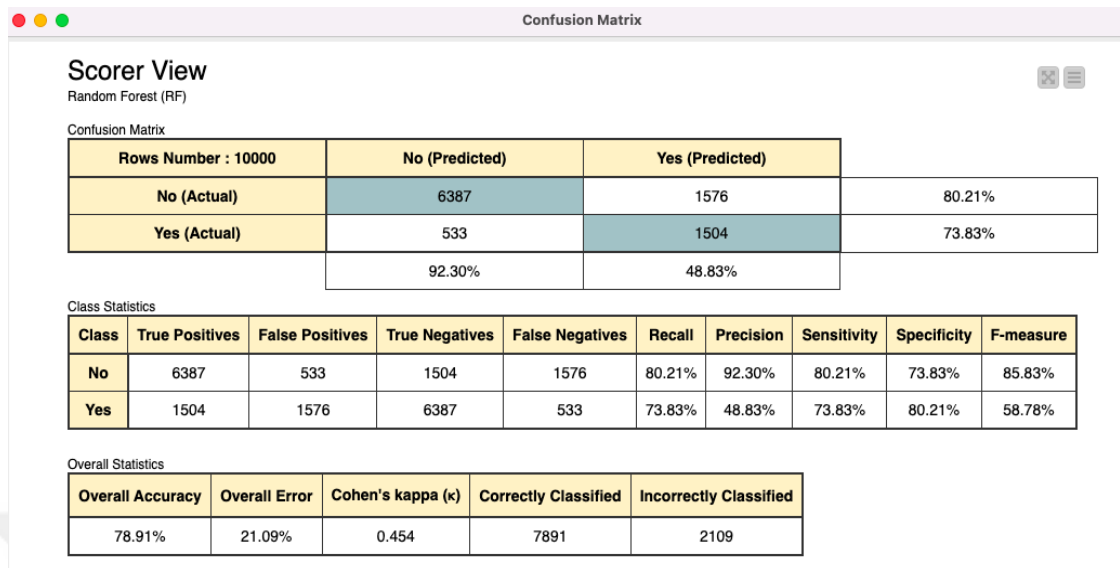 Confusion Matrix
Scorer View
Random Forest (RF)
Confusion Matrix
Rows Number : 10000 No (Predicted) Yes (Predicted)
No (Actual) 6387 1576 80.21%
Yes (Actual) 533 1504 73.83%
92.30% 48.83%
Class Statistics
Class True Positives False Positives True Negatives False Negatives Recall Precision Sensitivity Specificity F-measure
No 6387 533 1504 1576 80.21% 92.30% 80.21% 73.83% 85.83%
Yes 1504 1576 6387 533 73.83% 48.83% 73.83% 80.21% 58.78%
Overall Statistics
Overall Accuracy Overall Error Cohen's kappa (κ) Correctly Classified Incorrectly Classified
78.91% 21.09% 0.454 7891 2109